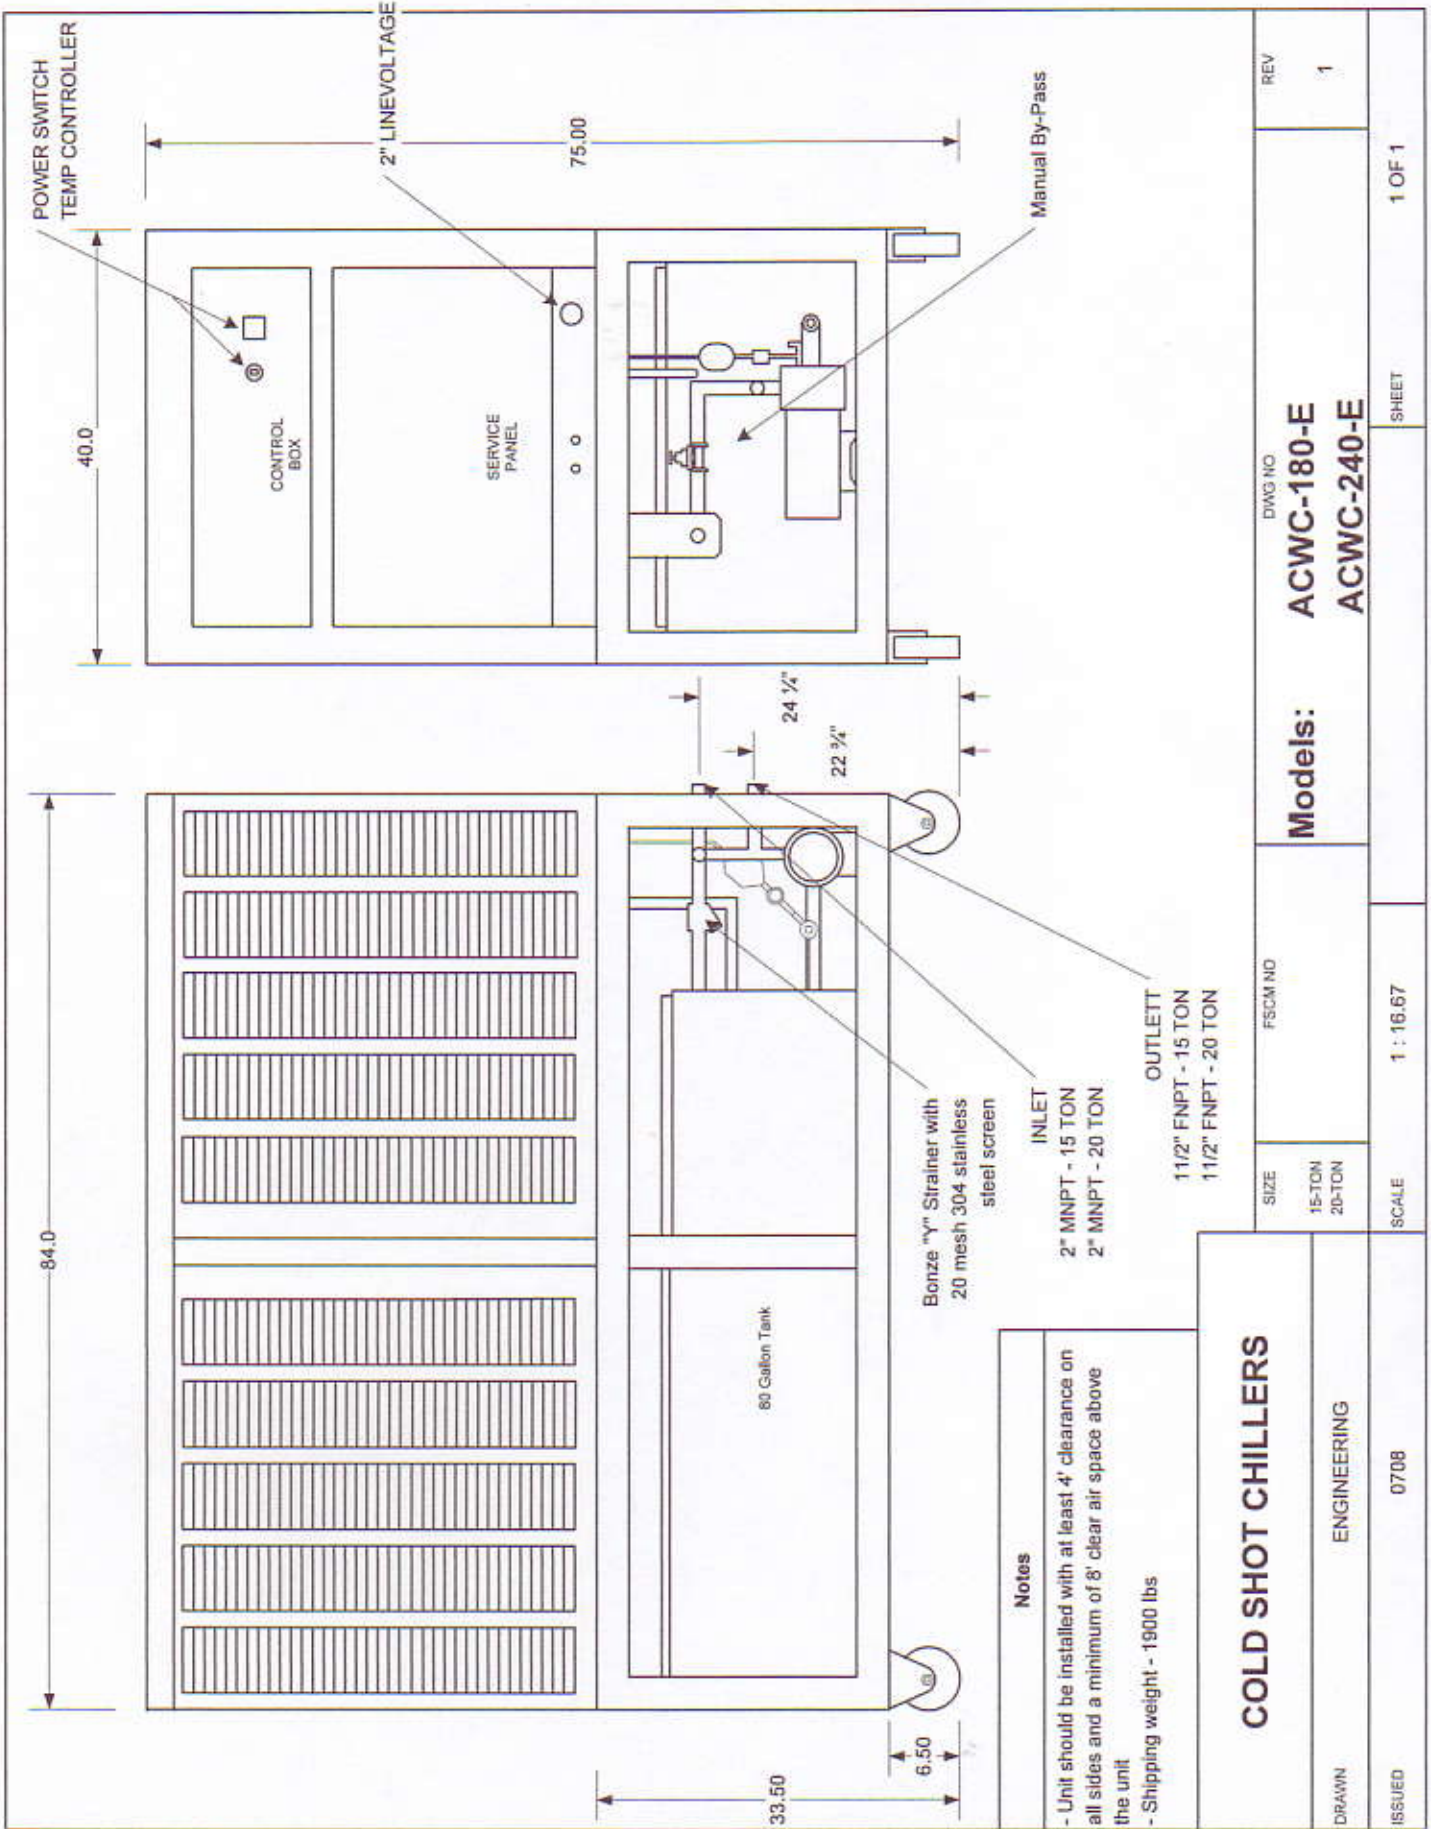 84.0
40.0
POWER SWITCH
TEMP CONTROLLER
2" LINEVOLTAGE
CONTROL
BOX
SERVICE
PANEL
75.00
Manual By-Pass
24 ¼"
22 ¾"
80 Gallon Tank
33.50
6.50
Bonze "Y" Strainer with
20 mesh 304 stainless
steel screen
INLET
2" MNPT - 15 TON
2" MNPT - 20 TON
OUTLETT
11/2" FNPT - 15 TON
11/2" FNPT - 20 TON
Notes
- Unit should be installed with at least 4' clearance on
all sides and a minimum of 8' clear air space above
the unit
- Shipping weight - 1900 lbs
COLD SHOT CHILLERS
SIZE
15-TON
20-TON
FSCM NO
DWG NO
Models: ACWC-180-E
ACWC-240-E
REV
1
DRAWN
ENGINEERING
ISSUED
0708
SCALE
1 : 16.67
SHEET
1 OF 1